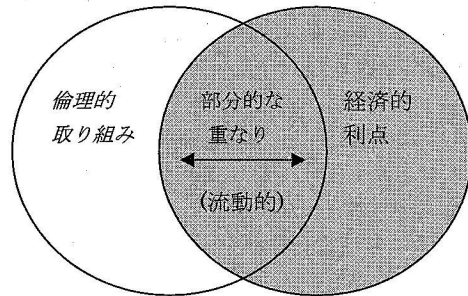 倫理的
取り組み
部分的な
重なり
(流動的)
経済的
利点